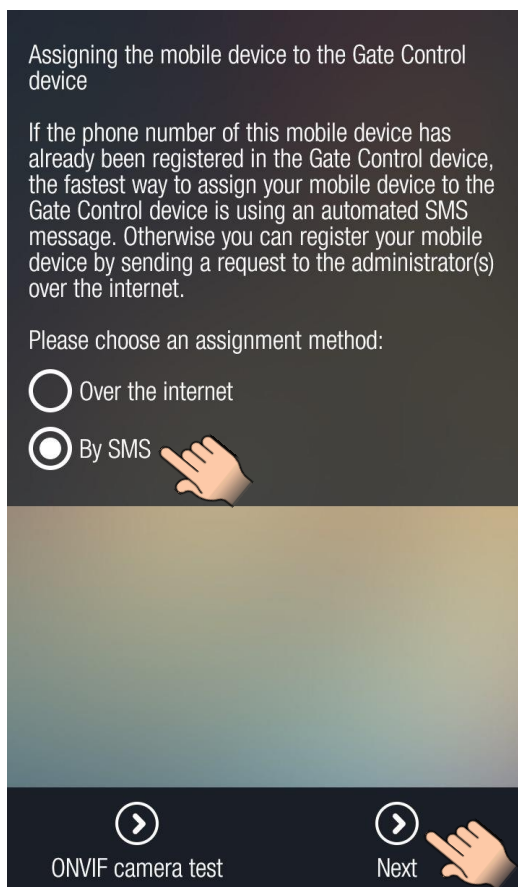 Assigning the mobile device to the Gate Control
device
If the phone number of this mobile device has
already been registered in the Gate Control device,
the fastest way to assign your mobile device to the
Gate Control device is using an automated SMS
message. Otherwise you can register your mobile
device by sending a request to the administrator(s)
over the internet.
Please choose an assignment method:
Over the internet
By SMS
ONVIF camera test
Next